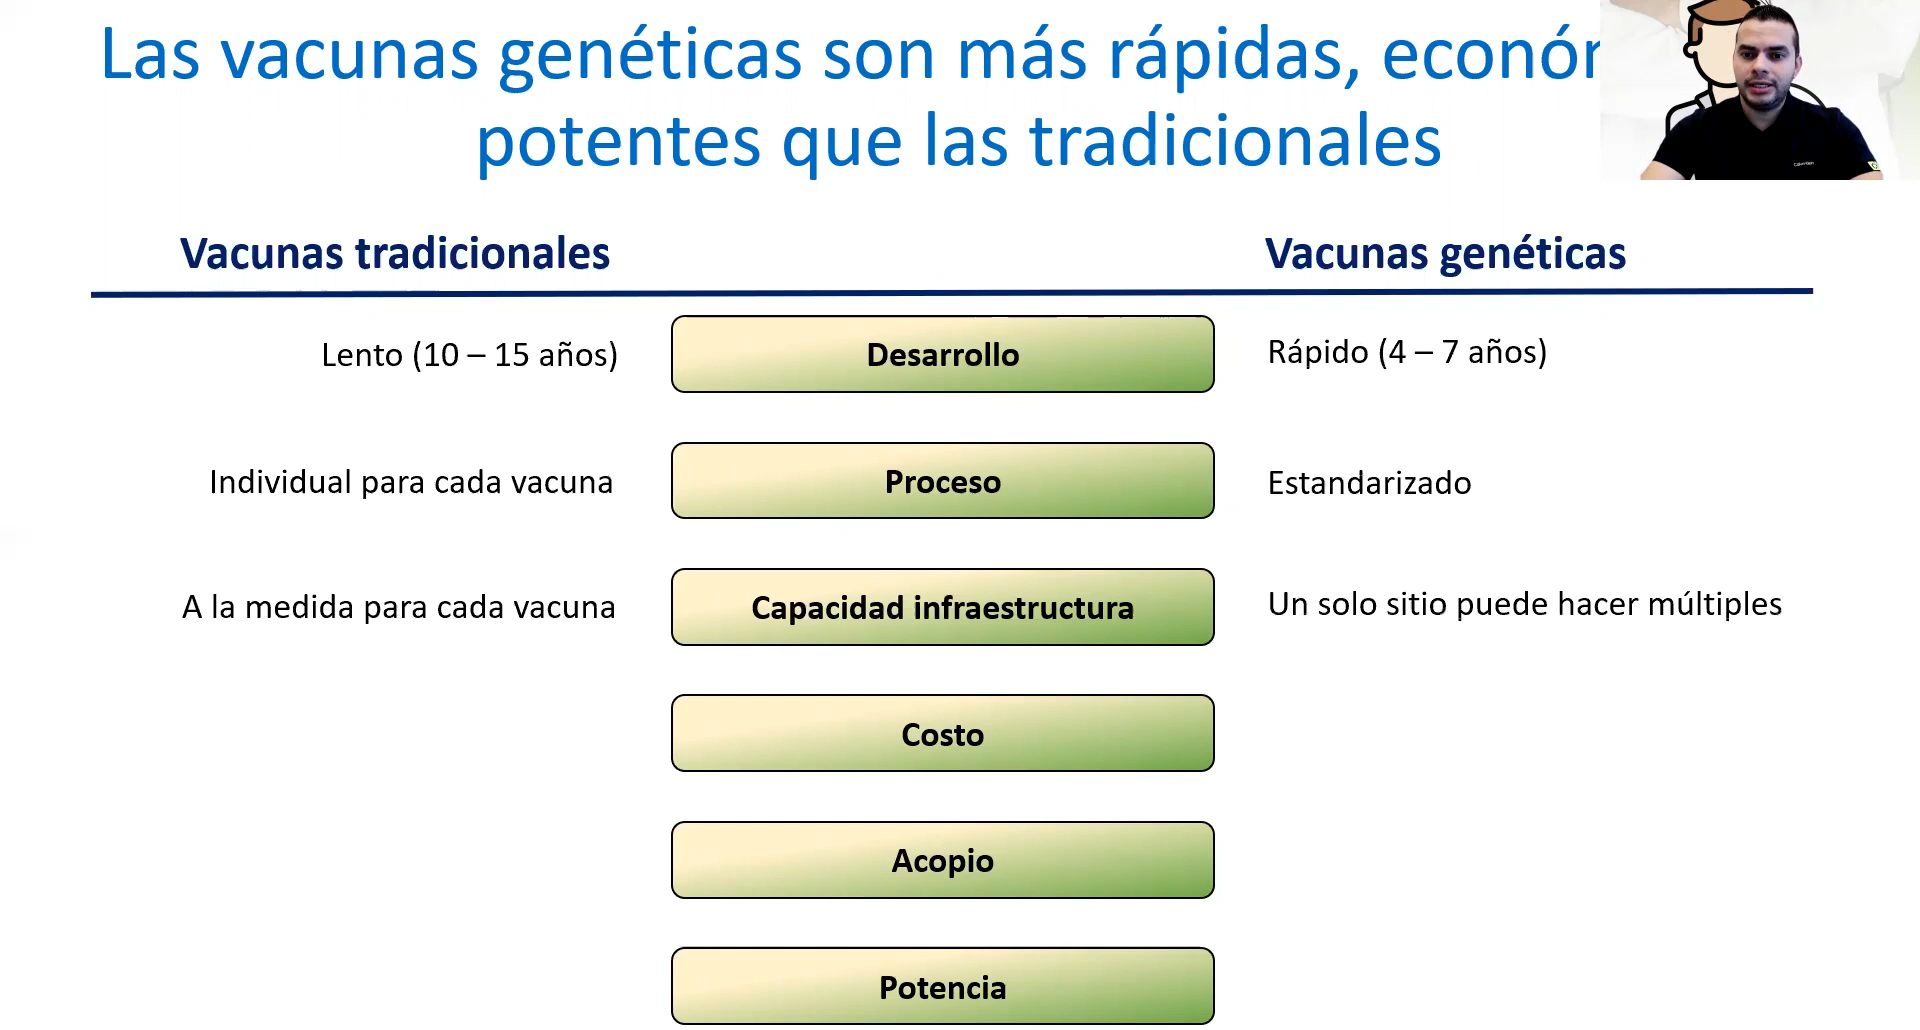 Las vacunas genéticas son más rápidas,
potentes que las tradicionales
Vacunas tradicionales
Vacunas genéticas
Lento (10 – 15 años)
Desarrollo
Rápido (4 – 7 años)
Individual para cada vacuna
Proceso
Estandarizado
A la medida para cada vacuna
Capacidad infraestructura
Un solo sitio puede hacer múltiples
Costo
Acopio
Potencia